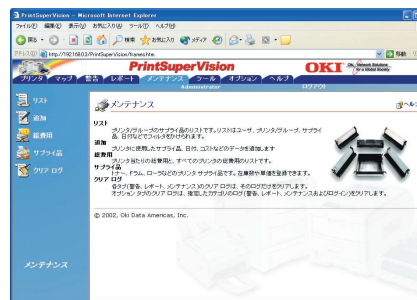 PrintSuperVision - Microsoft Internet Explorer
ファイル(F) 編集(E) 表示(V) お気に入り(A) ツール(T) ヘルプ(H)
戻る 検索 お気に入り メディア
アドレス(D) http://192168.0.2/PrintSuperVision/frames.htm 移動
PrintSuperVision OKI Network Solutions for a Global Society
プリンタ マップ 警告 レポート メンテナンス ツール オプション ヘルプ
Administrator ログアウト
リスト
追加
総費用
サプライ品
クリア ログ
メンテナンス
メンテナンス
リスト
プリンタ/グループのサプライ品のリストです。リストはユーザ、プリンタ/グループ、サプライ品、日付などでフィルタをかけられます。
追加
プリンタに使用したサプライ品、日付、コストなどのデータを追加します
総費用
プリンタ当たりの総費用と、すべてのプリンタの総費用のリストです。
サプライ品
トナー、ドラム、ローラなどのプリンタ サプライ品です。在庫数や単価を登録できます。
クリア ログ
各タブ(警告、レポート、メンテナンス)のクリア ログは、そのログだけをクリアします。
オプション タブのクリア ログは、指定したカテゴリのログ(警告、レポート、メンテナンスおよびログイン)をクリアします。
© 2002, Oki Data Americas, Inc.